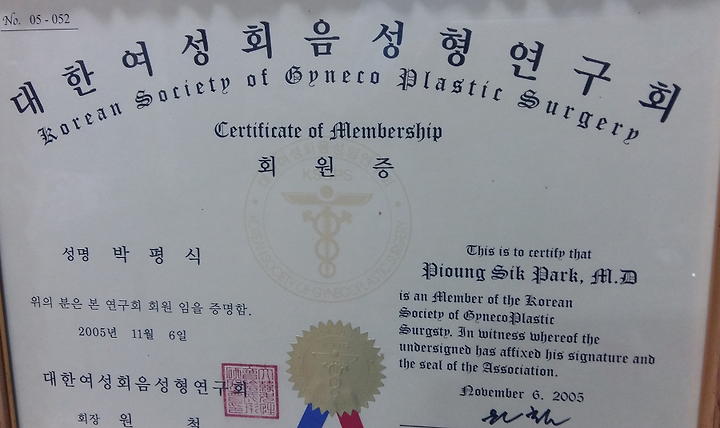 No. 05 - 052
대한여성회음성형연구회
Korean Society of Gyneco Plastic Surgery
Certificate of Membership
회 원 증
성명 박 평 식
위의 분은 본 연구회 회원 임을 증명함.
2005년 11월 6일
대한여성회음성형연구회
회장 원 철
This is to certify that
Pioung Sik Park, M.D
is an Member of the Korean
Society of GynecoPlastic
Surgsty. In witness whereof the
undersigned has affixed his signature and
the seal of the Association.
November 6. 2005